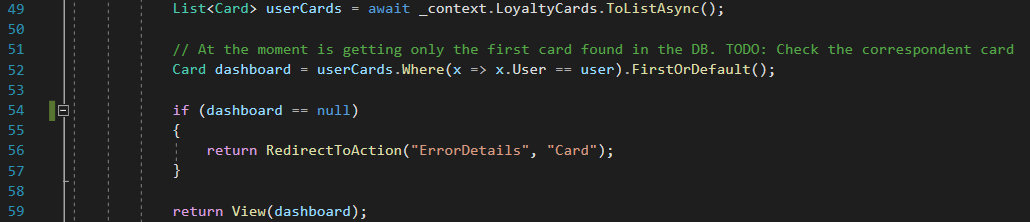 49 List<Card> userCards = await _context.LoyaltyCards.ToListAsync();
50
51 // At the moment is getting only the first card found in the DB. TODO: Check the correspondent card
52 Card dashboard = userCards.Where(x => x.User == user).FirstOrDefault();
53
54 if (dashboard == null)
55 {
56 return RedirectToAction("ErrorDetails", "Card");
57 }
58
59 return View(dashboard);